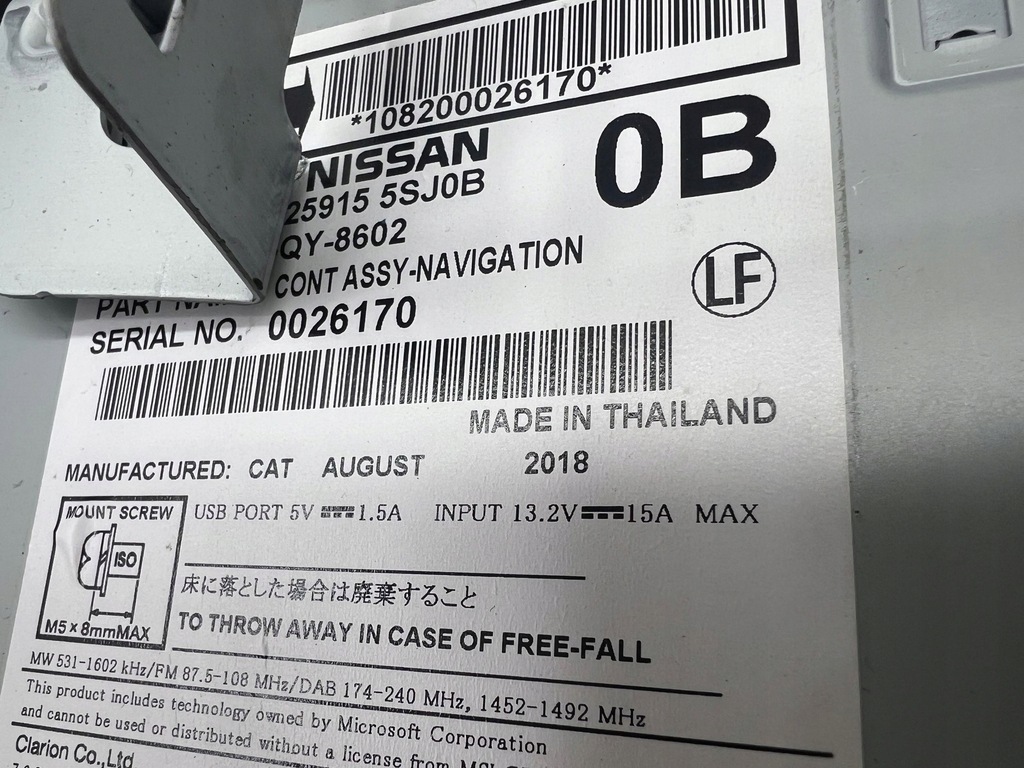 *108200026170*
NISSAN
0B
25915 5SJ0B
QY-8602
LF
CONT ASSY-NAVIGATION
PART
SERIAL NO. 0026170
MADE IN THAILAND
MANUFACTURED: CAT AUGUST 2018
MOUNT SCREW
ISO
M5×8mmMAX
USB PORT 5V ⎓ 1.5A INPUT 13.2V⎓15A MAX
床に落とした場合は廃棄すること
TO THROW AWAY IN CASE OF FREE-FALL
MW 531-1602 kHz/FM 87.5-108 MHz/DAB 174-240 MHz, 1452-1492 MHz
This product includes technology owned by Microsoft Corporation
and cannot be used or distributed without a license from
Clarion Co.,Ltd